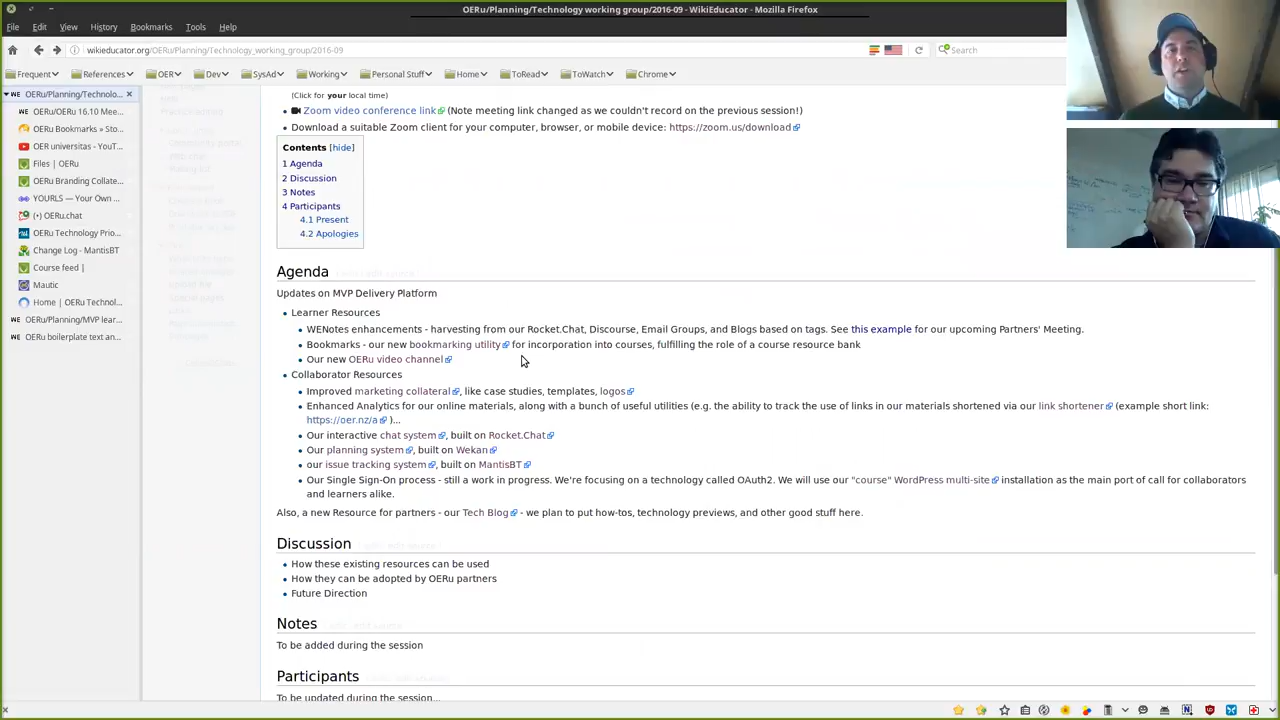 OERu/Planning/Technology working group/2016-09 - WikiEducator - Mozilla Firefox
File Edit View History Bookmarks Tools Help
wikieducator.org/OERu/Planning/Technology_working_group/2016-09
Search
Frequent References OER Dev SysAd Working Personal Stuff Home ToRead ToWatch Chrome
OERu/Planning/Technolo...
OERu/OERu 16.10 Mee...
OERu Bookmarks » Sto...
OER universitas - YouT...
Files | OERu
OERu Branding Collate...
YOURLS — Your Own ...
(•) OERu.chat
OERu Technology Prio...
Change Log - MantisBT
Course feed |
Mautic
Home | OERu Technol...
OERu/Planning/MVP lear...
OERu boilerplate text an...
(Click for your local time)
Zoom video conference link (Note meeting link changed as we couldn't record on the previous session!)
Download a suitable Zoom client for your computer, browser, or mobile device: https://zoom.us/download
Contents [hide]
1 Agenda
2 Discussion
3 Notes
4 Participants
4.1 Present
4.2 Apologies
Agenda
Updates on MVP Delivery Platform
Learner Resources
WENotes enhancements - harvesting from our Rocket.Chat, Discourse, Email Groups, and Blogs based on tags. See this example for our upcoming Partners' Meeting.
Bookmarks - our new bookmarking utility for incorporation into courses, fulfilling the role of a course resource bank
Our new OERu video channel
Collaborator Resources
Improved marketing collateral, like case studies, templates, logos
Enhanced Analytics for our online materials, along with a bunch of useful utilities (e.g. the ability to track the use of links in our materials shortened via our link shortener (example short link:
https://oer.nz/a )...
Our interactive chat system, built on Rocket.Chat
Our planning system, built on Wekan
our issue tracking system, built on MantisBT
Our Single Sign-On process - still a work in progress. We're focusing on a technology called OAuth2. We will use our "course" WordPress multi-site installation as the main port of call for collaborators
and learners alike.
Also, a new Resource for partners - our Tech Blog - we plan to put how-tos, technology previews, and other good stuff here.
Discussion
How these existing resources can be used
How they can be adopted by OERu partners
Future Direction
Notes
To be added during the session
Participants
To be updated during the session...